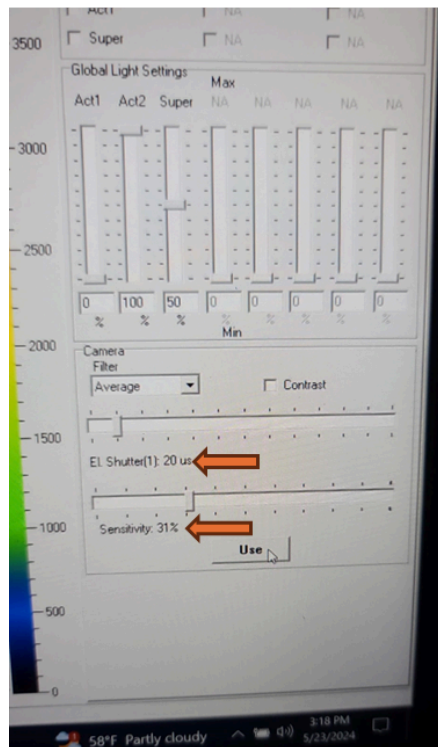 Act1 NA NA
3500 Super NA NA
Global Light Settings
Max
Act1 Act2 Super NA NA NA NA NA
3000
2500
0 100 50 0 0 0 0 0
% % % % % % % %
Min
2000
Camera
Filter
Average Contrast
1500
El. Shutter(1): 20 us
1000
Sensitivity: 31%
Use
500
0
3:18 PM
58°F Partly cloudy 5/23/2024